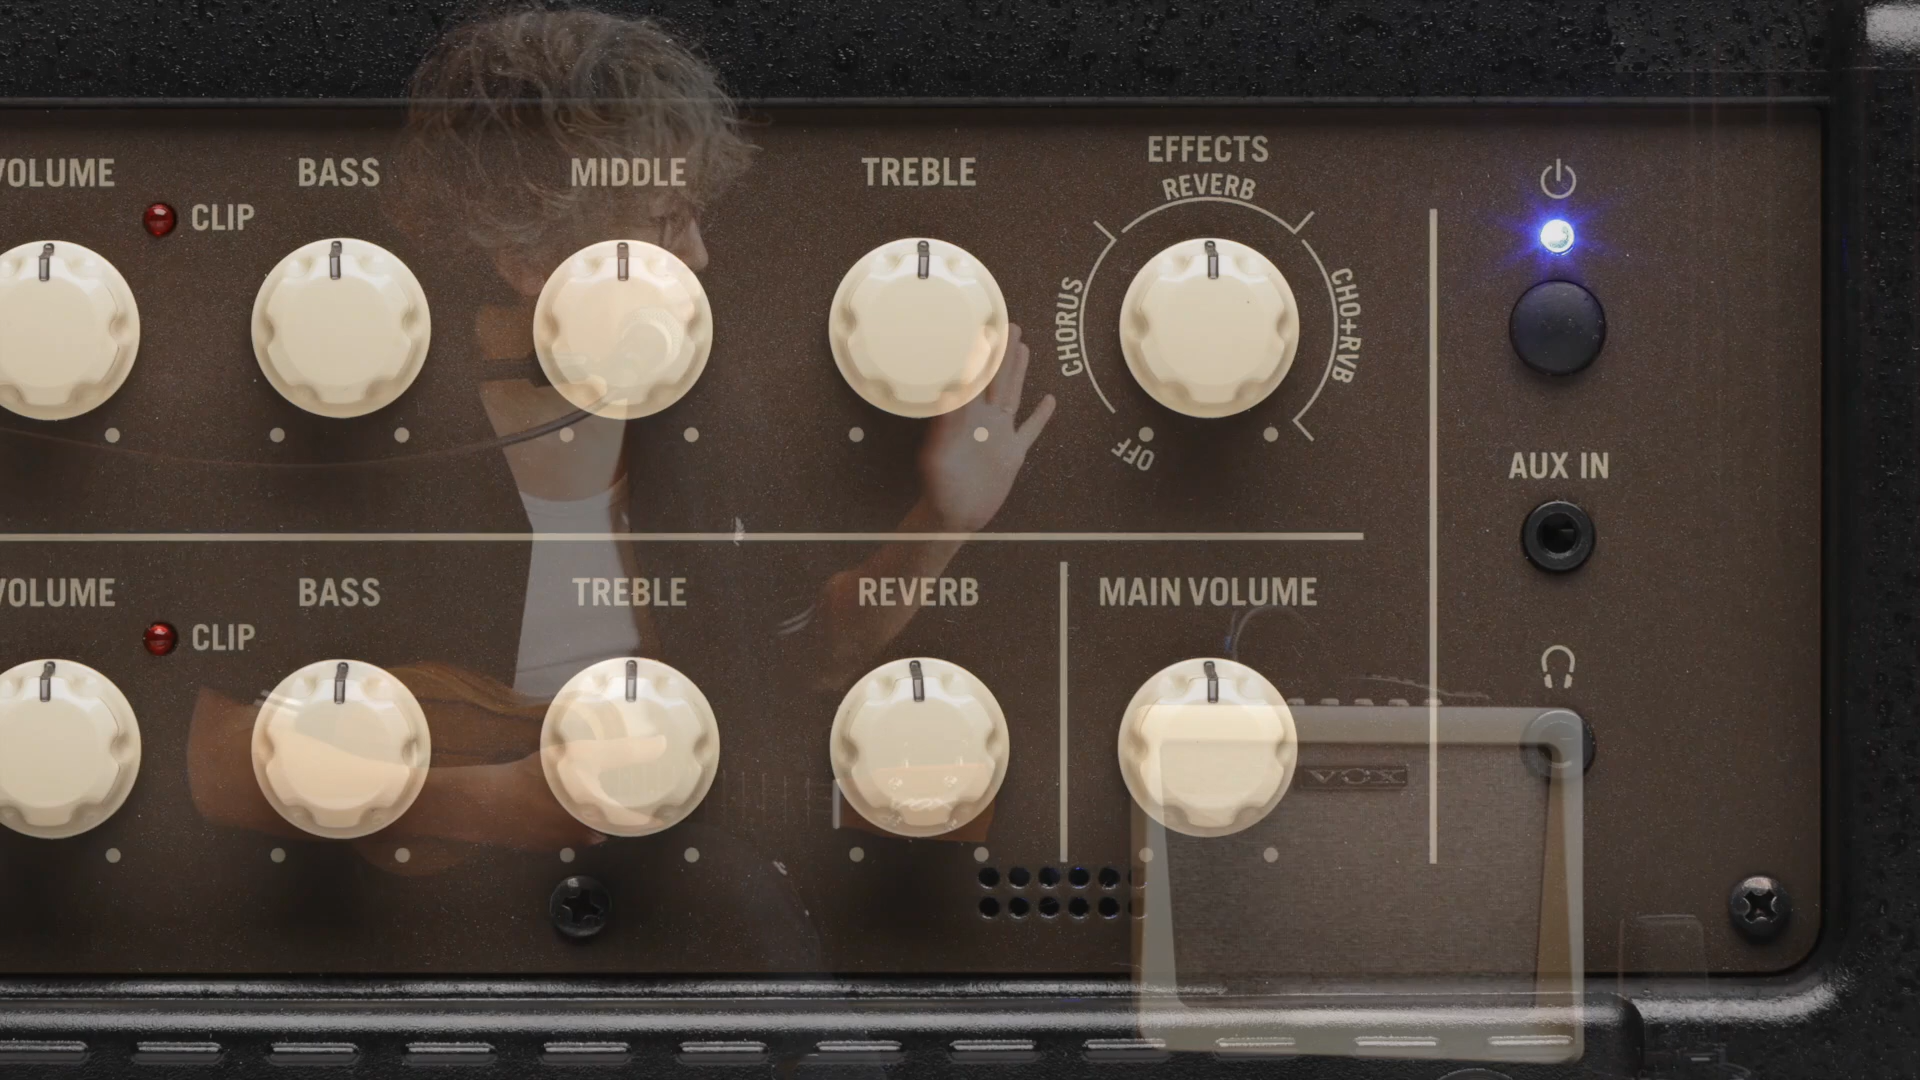 VOLUME
CLIP
BASS
MIDDLE
TREBLE
EFFECTS
REVERB
CHORUS
CHO+RVB
OFF
AUX IN
VOLUME
CLIP
BASS
TREBLE
REVERB
MAIN VOLUME
VOX